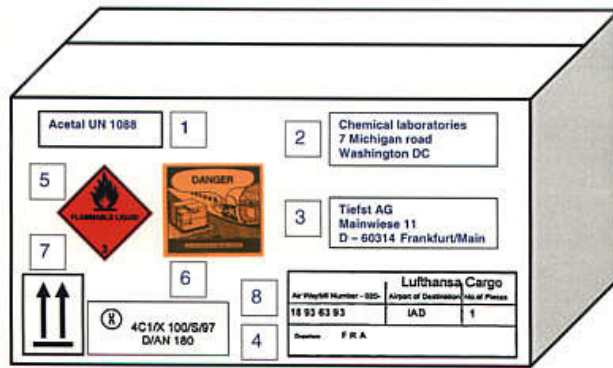 Acetal UN 1088
1
2
Chemical laboratories
7 Michigan road
Washington DC
5
FLAMMABLE LIQUID
3
DANGER
3
Tiefst AG
Mainwiese 11
D – 60314 Frankfurt/Main
7
6
4C1/X 100/S/97
D/AN 180
8
4
Lufthansa Cargo
Air Waybill Number - 020- Airport of Destination No. of Pieces
18 93 63 93 IAD 1
Departure F R A